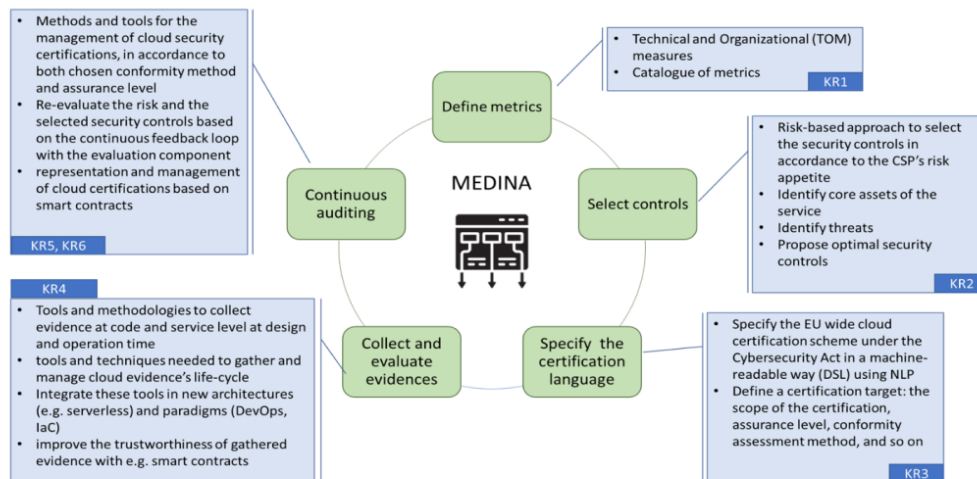 • Methods and tools for the
management of cloud security
certifications, in accordance to
both chosen conformity method
and assurance level
• Re-evaluate the risk and the
selected security controls based
on the continuous feedback loop
with the evaluation component
• representation and management
of cloud certifications based on
smart contracts
KR5, KR6
Define metrics
• Technical and Organizational (TOM)
measures
• Catalogue of metrics
KR1
Continuous
auditing
MEDINA
Select controls
• Risk-based approach to select
the security controls in
accordance to the CSP's risk
appetite
• Identify core assets of the
service
• Identify threats
• Propose optimal security
controls
KR2
KR4
• Tools and methodologies to collect
evidence at code and service level at design
and operation time
• tools and techniques needed to gather and
manage cloud evidence's life-cycle
• Integrate these tools in new architectures
(e.g. serverless) and paradigms (DevOps,
IaC)
• improve the trustworthiness of gathered
evidence with e.g. smart contracts
Collect and
evaluate
evidences
Specify the
certification
language
• Specify the EU wide cloud
certification scheme under the
Cybersecurity Act in a machine-
readable way (DSL) using NLP
• Define a certification target: the
scope of the certification,
assurance level, conformity
assessment method, and so on
KR3